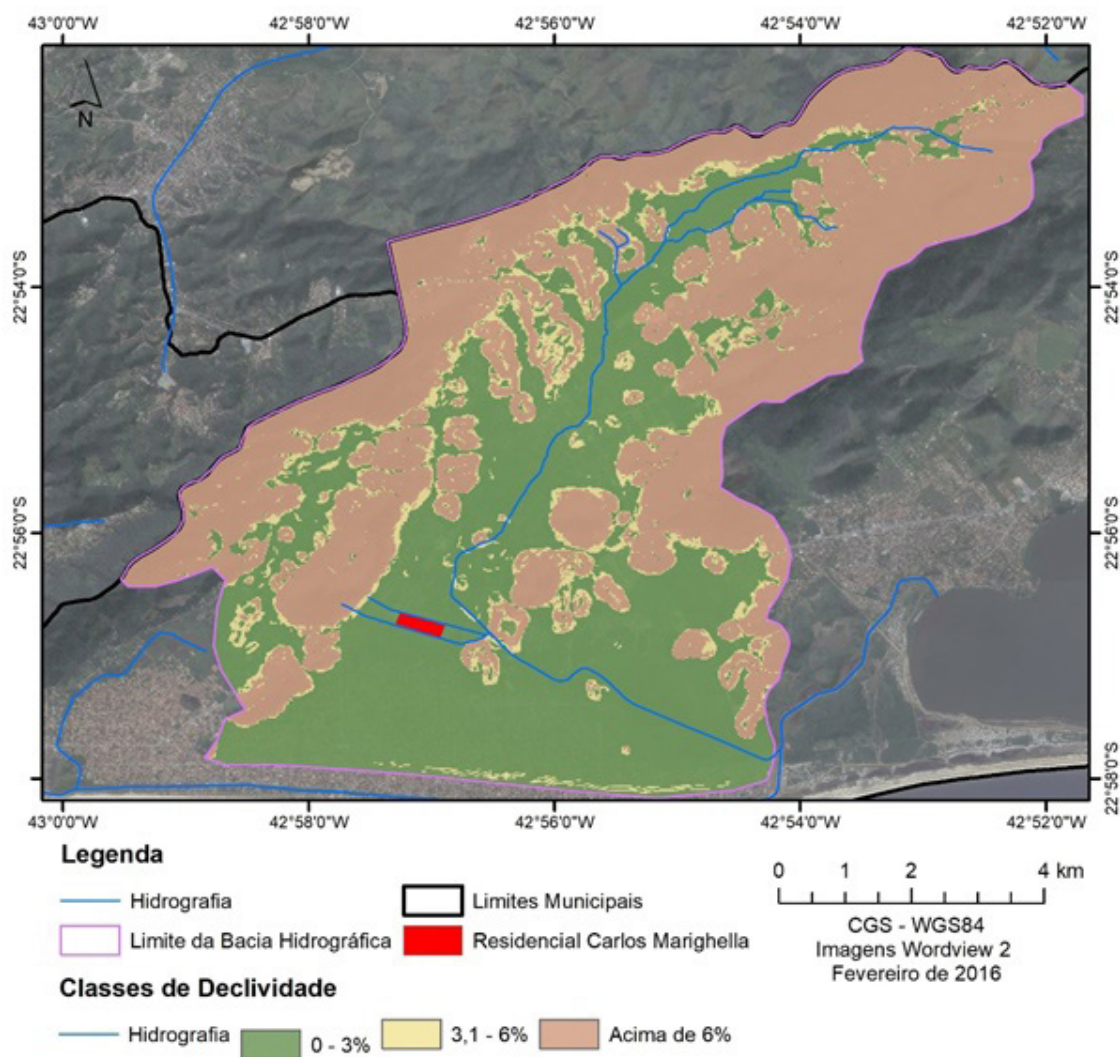 43°0'0"W 42°58'0"W 42°56'0"W 42°54'0"W 42°52'0"W
N
22°54'0"S 22°54'0"S
22°56'0"S 22°56'0"S
22°58'0"S
43°0'0"W 42°58'0"W 42°56'0"W 42°54'0"W 42°52'0"W
Legenda
Hidrografia Limites Municipais
Limite da Bacia Hidrográfica Residencial Carlos Marighella
0 1 2 4 km
CGS - WGS84
Imagens Wordview 2
Fevereiro de 2016
Classes de Declividade
Hidrografia 0 - 3% 3,1 - 6% Acima de 6%